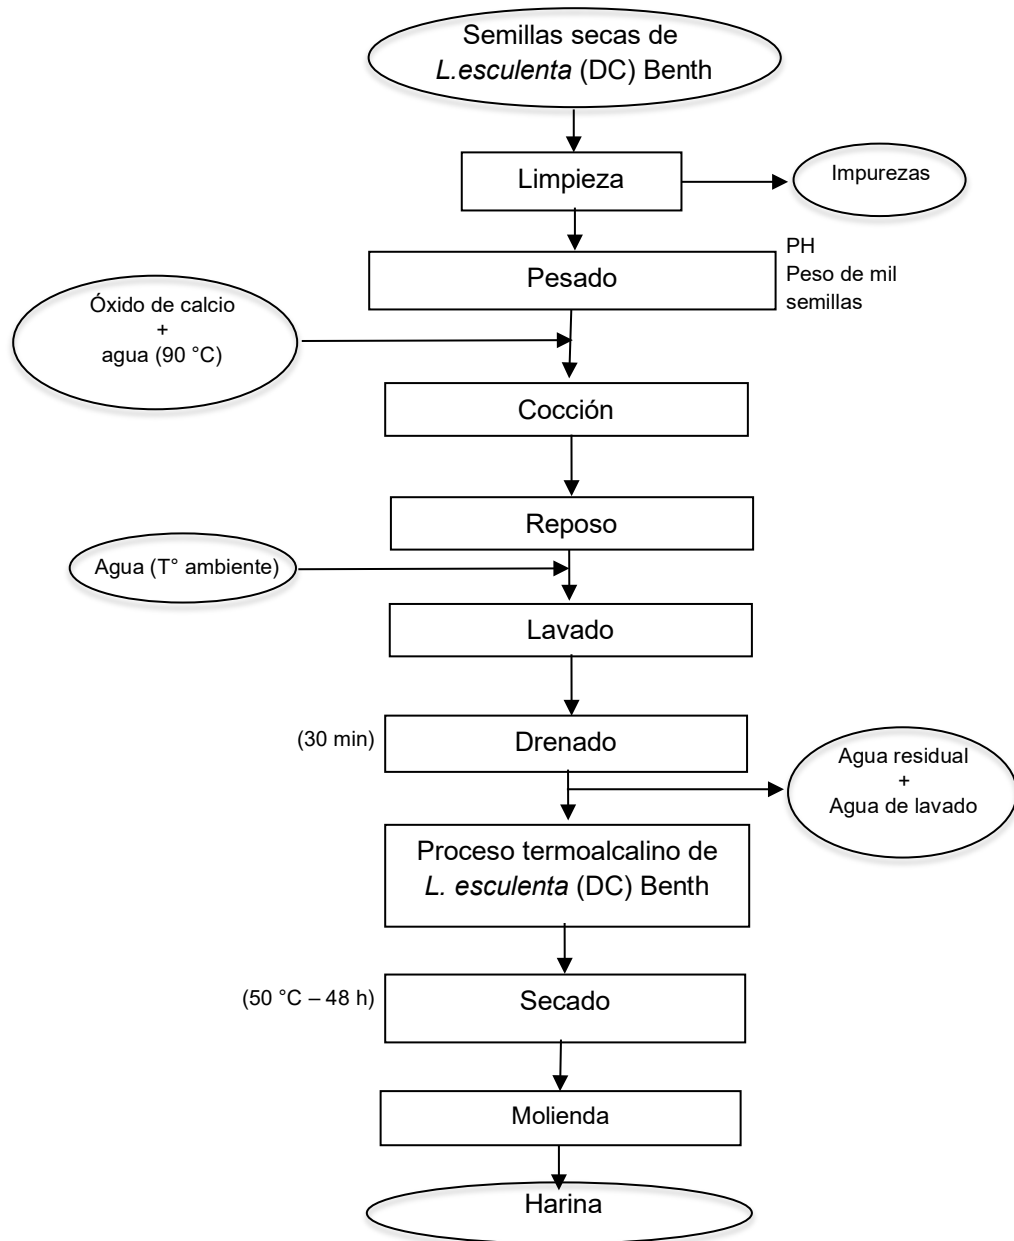 Semillas secas de
L.esculenta (DC) Benth
Limpieza
Impurezas
Pesado
PH
Peso de mil
semillas
Óxido de calcio
+
agua (90 °C)
Cocción
Reposo
Agua (T° ambiente)
Lavado
(30 min)
Drenado
Agua residual
+
Agua de lavado
Proceso termoalcalino de
L. esculenta (DC) Benth
(50 °C – 48 h)
Secado
Molienda
Harina